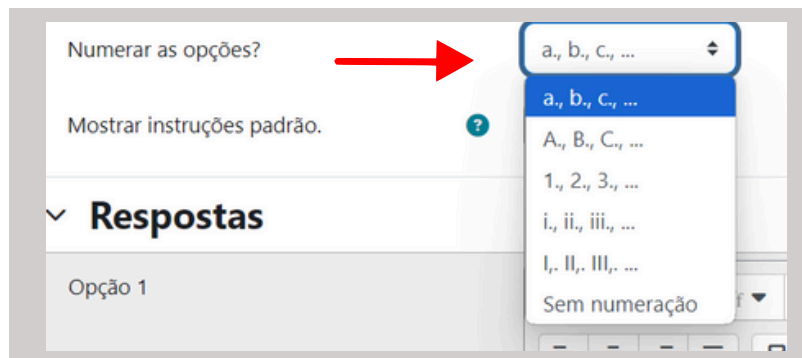 Numerar as opções?
a., b., c., ...
a., b., c., ...
Mostrar instruções padrão.
?
A., B., C., ...
1., 2., 3., ...
Respostas
i., ii., iii., ...
I,. II,. III,. ...
Opção 1
Sem numeração